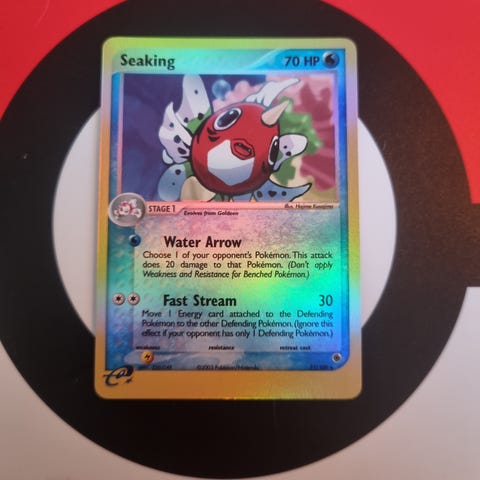 Seaking 70 HP
illus. Hajime Kusajima
STAGE 1
Evolves from Goldeen
Water Arrow
Choose 1 of your opponent's Pokémon. This attack
does 20 damage to that Pokémon. (Don't apply
Weakness and Resistance for Benched Pokémon.)
Fast Stream 30
Move 1 Energy card attached to the Defending
Pokémon to the other Defending Pokémon. (Ignore this
effect if your opponent has only 1 Defending Pokémon.)
weakness resistance retreat cost
e ©2003 Pokémon/Nintendo